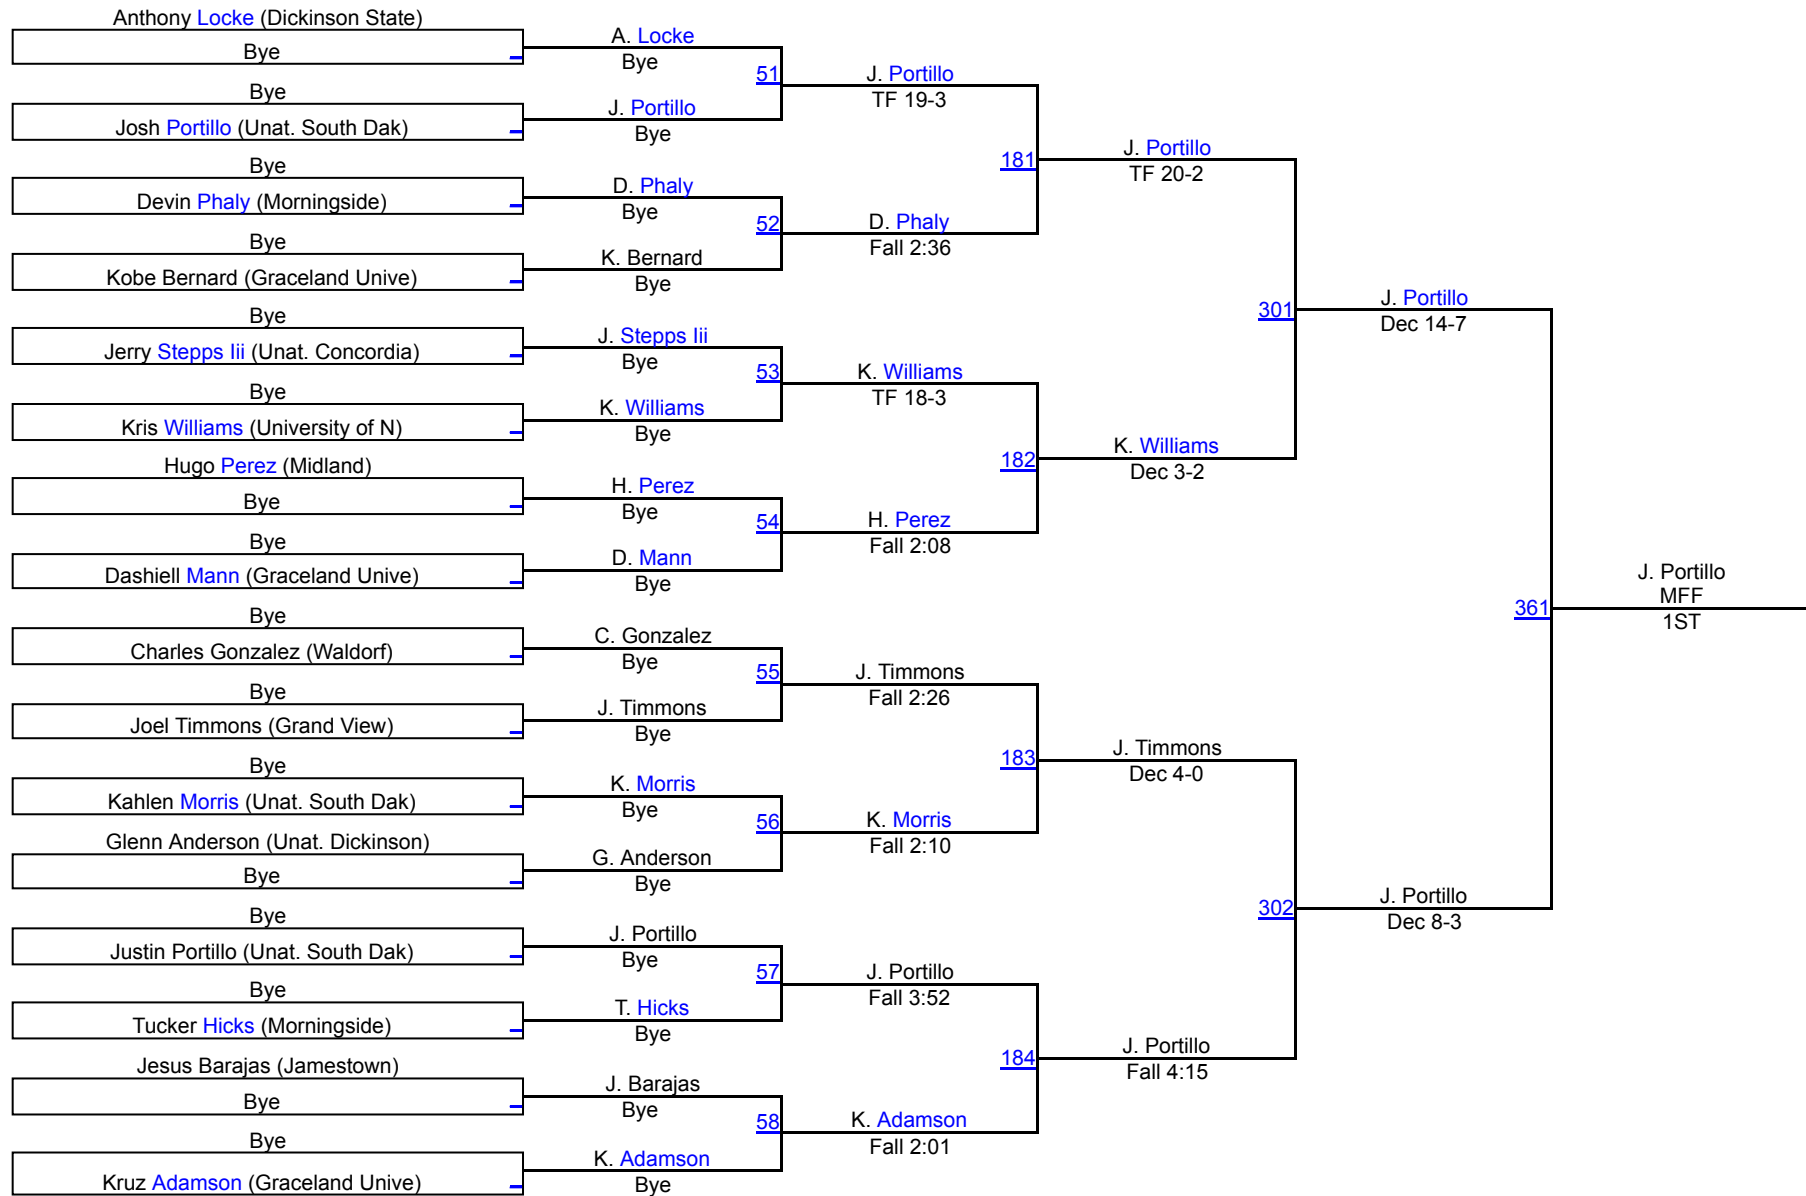 Anthony Locke (Dickinson State)
Bye
Bye
Josh Portillo (Unat. South Dak)
Bye
Devin Phaly (Morningside)
Bye
Kobe Bernard (Graceland Unive)
Bye
Jerry Stepps Iii (Unat. Concordia)
Bye
Kris Williams (University of N)
Hugo Perez (Midland)
Bye
Bye
Dashiell Mann (Graceland Unive)
Bye
Charles Gonzalez (Waldorf)
Bye
Joel Timmons (Grand View)
Bye
Kahlen Morris (Unat. South Dak)
Glenn Anderson (Unat. Dickinson)
Bye
Bye
Justin Portillo (Unat. South Dak)
Bye
Tucker Hicks (Morningside)
Jesus Barajas (Jamestown)
Bye
Bye
Kruz Adamson (Graceland Unive)
A. Locke
Bye
51
J. Portillo
Bye
D. Phaly
Bye
52
K. Bernard
Bye
J. Stepps Iii
Bye
53
K. Williams
Bye
H. Perez
Bye
54
D. Mann
Bye
C. Gonzalez
Bye
55
J. Timmons
Bye
K. Morris
Bye
56
G. Anderson
Bye
J. Portillo
Bye
57
T. Hicks
Bye
J. Barajas
Bye
58
K. Adamson
Bye
J. Portillo
TF 19-3
181
D. Phaly
Fall 2:36
K. Williams
TF 18-3
182
H. Perez
Fall 2:08
J. Timmons
Fall 2:26
183
K. Morris
Fall 2:10
J. Portillo
Fall 3:52
184
K. Adamson
Fall 2:01
J. Portillo
TF 20-2
301
K. Williams
Dec 3-2
J. Timmons
Dec 4-0
302
J. Portillo
Fall 4:15
J. Portillo
Dec 14-7
361
J. Portillo
Dec 8-3
J. Portillo
MFF
1ST